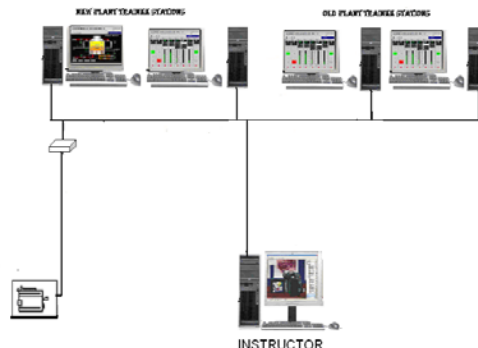 NEW PLANT TRAINEE STATIONS
OLD PLANT TRAINEE STATIONS
INSTRUCTOR